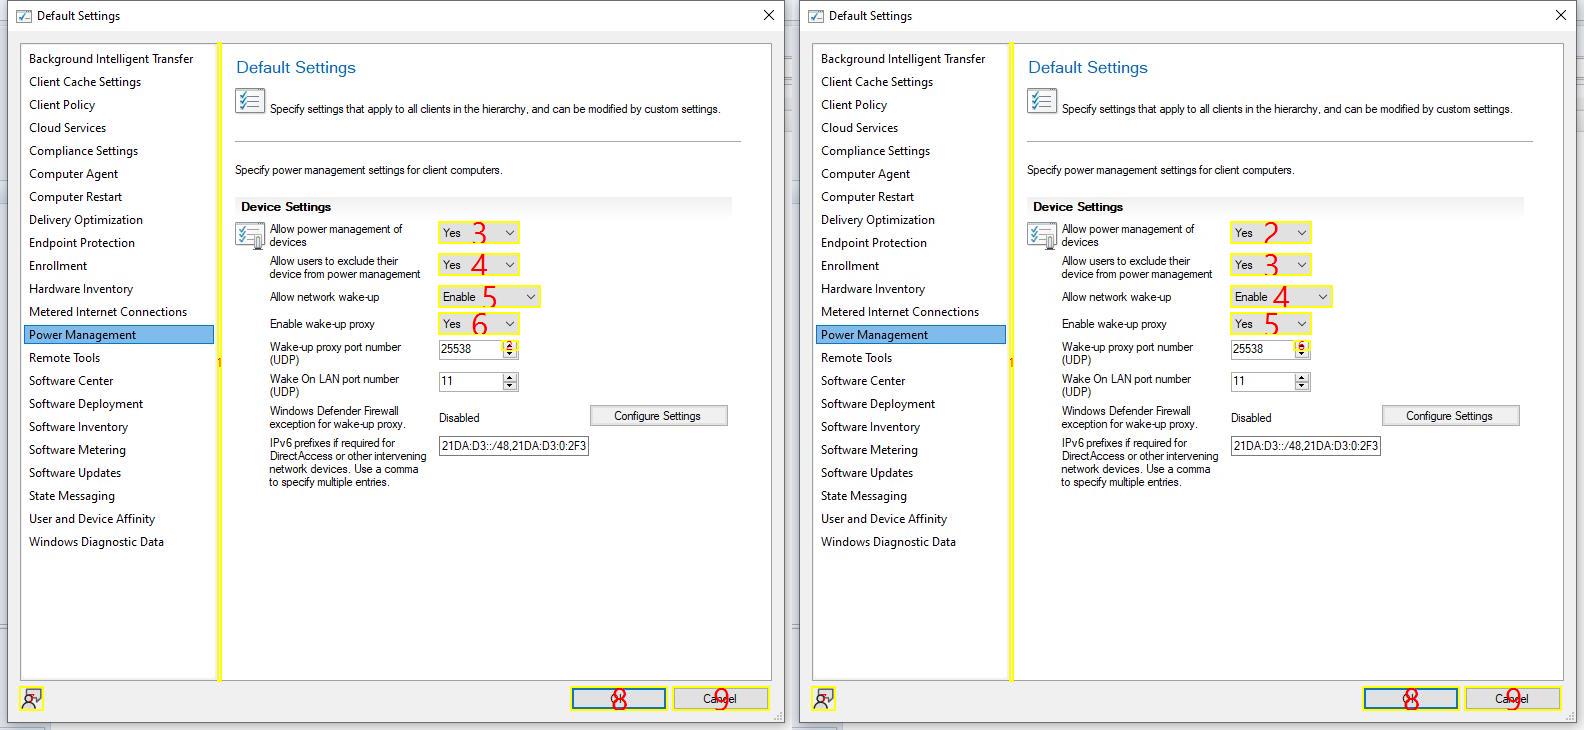 Default Settings
Background Intelligent Transfer
Client Cache Settings
Client Policy
Cloud Services
Compliance Settings
Computer Agent
Computer Restart
Delivery Optimization
Endpoint Protection
Enrollment
Hardware Inventory
Metered Internet Connections
Power Management
Remote Tools
Software Center
Software Deployment
Software Inventory
Software Metering
Software Updates
State Messaging
User and Device Affinity
Windows Diagnostic Data
1
Default Settings
Specify settings that apply to all clients in the hierarchy, and can be modified by custom settings.
Specify power management settings for client computers.
Device Settings
Allow power management of
devices
Yes 3
Allow users to exclude their
device from power management
Yes 4
Allow network wake-up
Enable 5
Enable wake-up proxy
Yes 6
Wake-up proxy port number
(UDP)
25538 2
Wake On LAN port number
(UDP)
11
Windows Defender Firewall
exception for wake-up proxy.
Disabled
Configure Settings
IPv6 prefixes if required for
DirectAccess or other intervening
network devices. Use a comma
to specify multiple entries.
21DA:D3::/48,21DA:D3:0:2F3
8
Cancel 9
Default Settings
Background Intelligent Transfer
Client Cache Settings
Client Policy
Cloud Services
Compliance Settings
Computer Agent
Computer Restart
Delivery Optimization
Endpoint Protection
Enrollment
Hardware Inventory
Metered Internet Connections
Power Management
Remote Tools
Software Center
Software Deployment
Software Inventory
Software Metering
Software Updates
State Messaging
User and Device Affinity
Windows Diagnostic Data
1
Default Settings
Specify settings that apply to all clients in the hierarchy, and can be modified by custom settings.
Specify power management settings for client computers.
Device Settings
Allow power management of
devices
Yes 2
Allow users to exclude their
device from power management
Yes 3
Allow network wake-up
Enable 4
Enable wake-up proxy
Yes 5
Wake-up proxy port number
(UDP)
25538 6
Wake On LAN port number
(UDP)
11
Windows Defender Firewall
exception for wake-up proxy.
Disabled
Configure Settings
IPv6 prefixes if required for
DirectAccess or other intervening
network devices. Use a comma
to specify multiple entries.
21DA:D3::/48,21DA:D3:0:2F3
8
Cancel 9